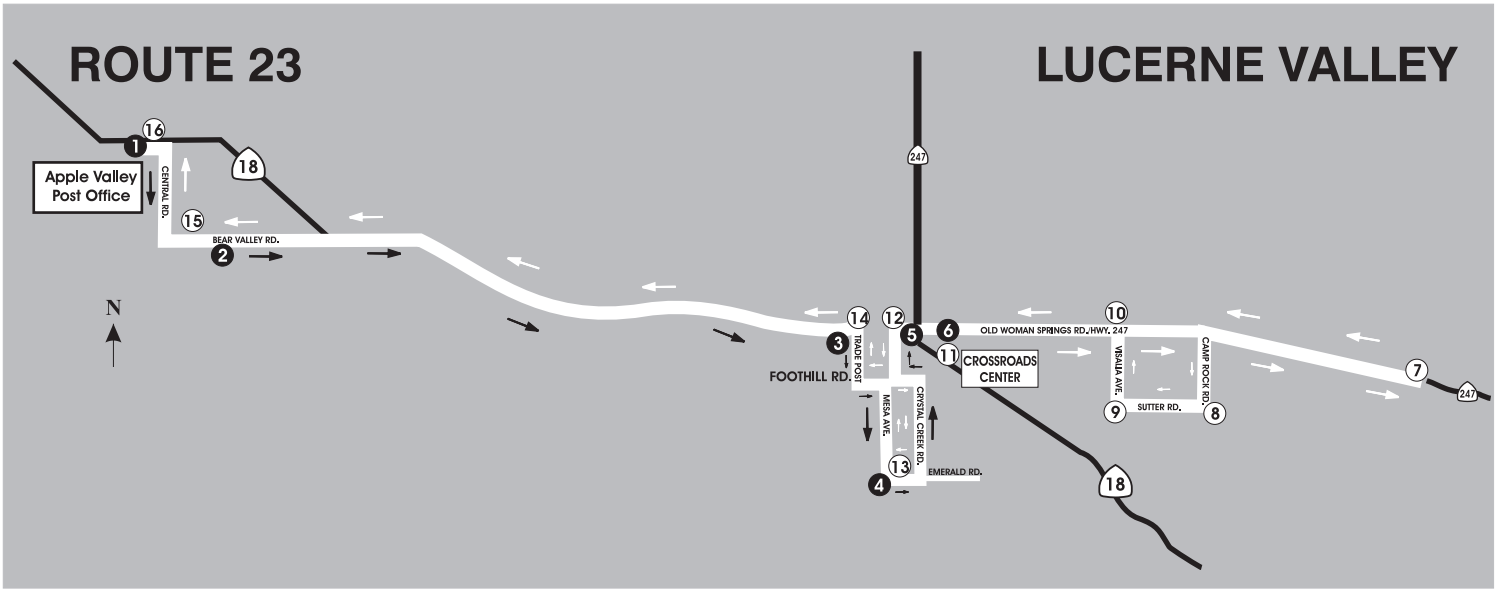 ROUTE 23
LUCERNE VALLEY
16
1
18
247
Apple Valley
Post Office
CENTRAL RD.
15
BEAR VALLEY RD.
2
N
14
12
10
3
5
6
OLD WOMAN SPRINGS RD./HWY. 247
11
CROSSROADS
CENTER
TRADE POST
FOOTHILL RD.
VISALIA AVE.
CAMP ROCK RD.
7
247
MESA AVE.
CRYSTAL CREEK RD.
9
SUTTER RD.
8
13
EMERALD RD.
4
18